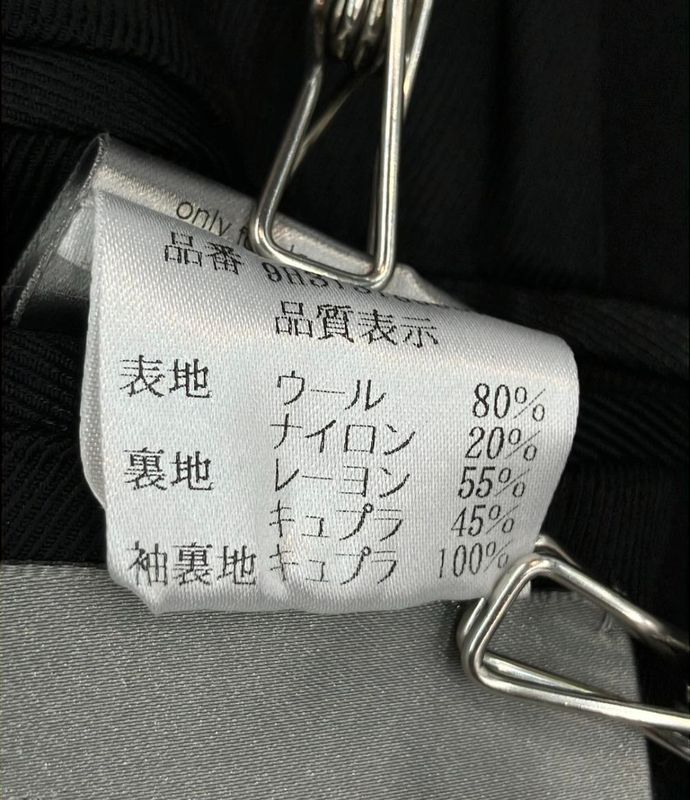 only
品番
品質表示
表地 ウール 80%
ナイロン 20%
裏地 レーヨン 55%
キュプラ 45%
袖裏地 キュプラ 100%